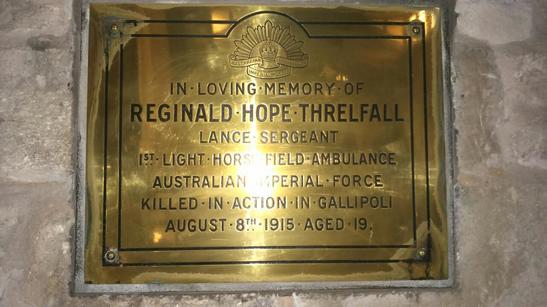 IN·LOVING·MEMORY·OF
REGINALD·HOPE·THRELFALL
LANCE·SERGEANT
1ST·LIGHT·HORSE·FIELD·AMBULANCE
AUSTRALIAN·IMPERIAL·FORCE
KILLED·IN·ACTION·IN·GALLIPOLI
AUGUST·8TH·1915·AGED·19.